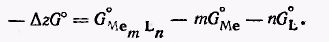 — ΔzG° = G°Me_m L_n — mG°Me — nG°L.